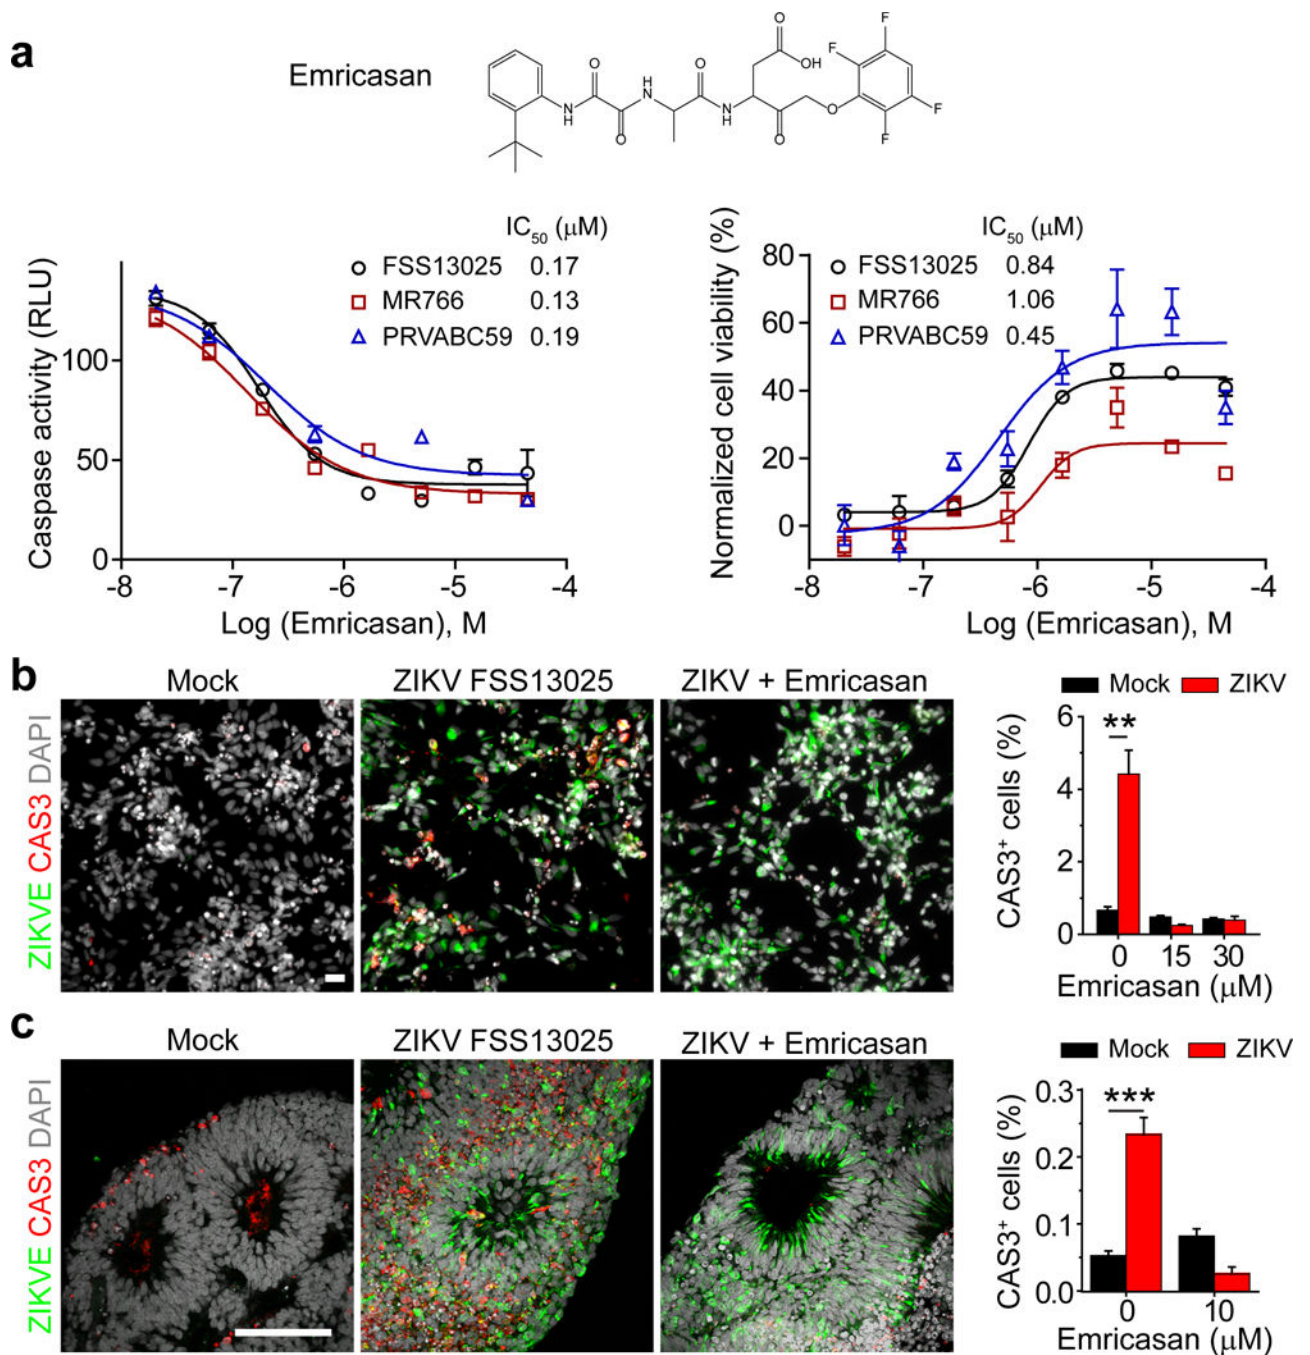 a
Emricasan
O
OH
N
H
O
O
H
N
O
N
H
O
O
F
F
F
F
IC50 (μM)
FSS13025 0.17
MR766 0.13
PRVABC59 0.19
Caspase activity (RLU)
100
50
0
-8 -7 -6 -5 -4
Log (Emricasan), M
IC50 (μM)
FSS13025 0.84
MR766 1.06
PRVABC59 0.45
Normalized cell viability (%)
80
60
40
20
0
-8 -7 -6 -5 -4
Log (Emricasan), M
b
Mock
ZIKV FSS13025
ZIKV + Emricasan
ZIKVE CAS3 DAPI
Mock ZIKV
**
CAS3+ cells (%)
6
4
2
0
0 15 30
Emricasan (μM)
c
Mock
ZIKV FSS13025
ZIKV + Emricasan
ZIKVE CAS3 DAPI
Mock ZIKV
***
CAS3+ cells (%)
0.3
0.2
0.1
0.0
0 10
Emricasan (μM)